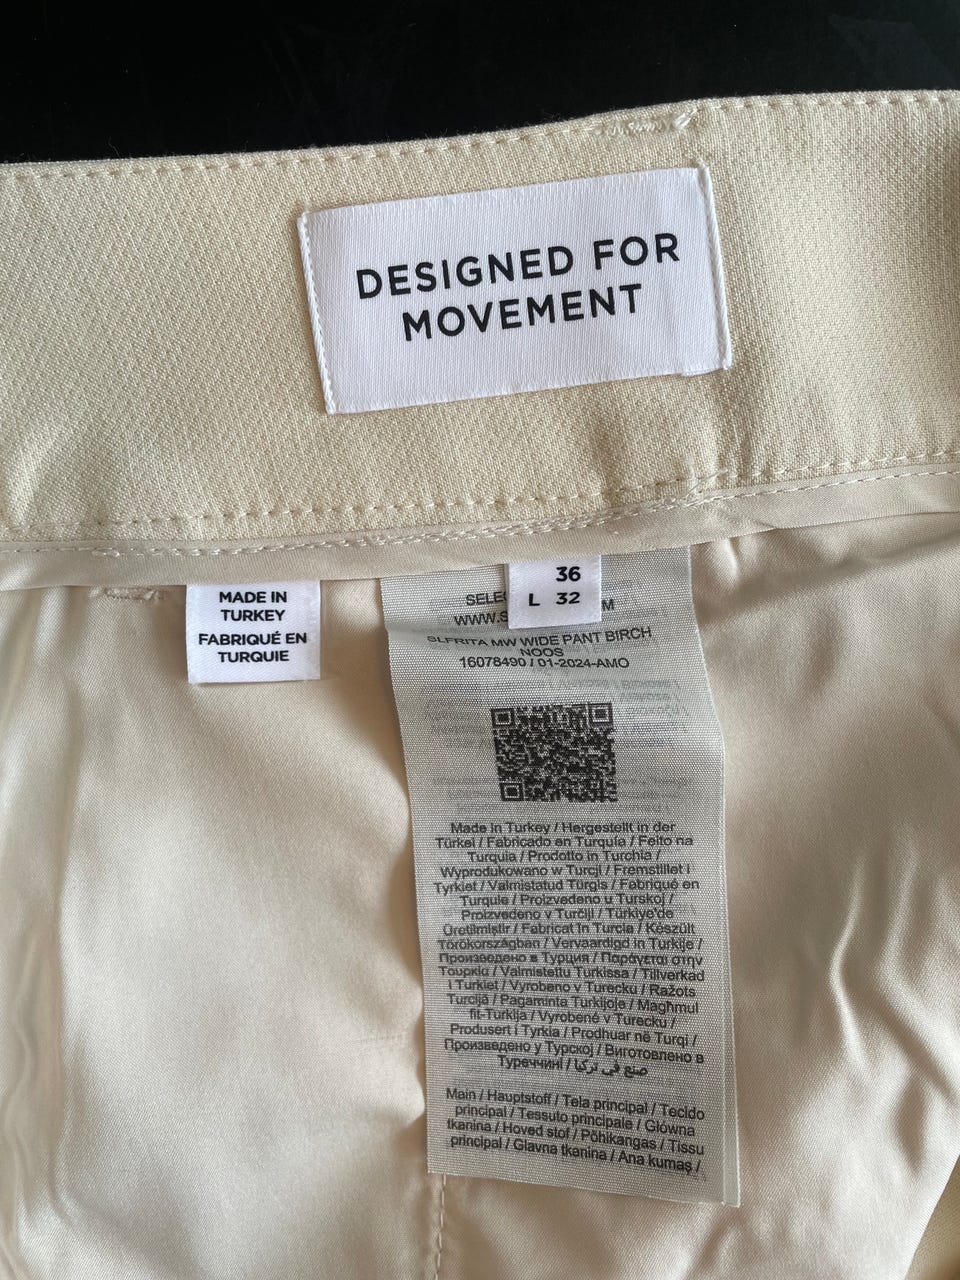 DESIGNED FOR
MOVEMENT
MADE IN
TURKEY
FABRIQUÉ EN
TURQUIE
36
L 32
SELE
WWW.S
M
SLFRITA MW WIDE PANT BIRCH
NOOS
16078490 / 01-2024-AMO
Made in Turkey / Hergestellt in der
Türkei / Fabricado en Turquía / Feito na
Turquia / Prodotto in Turchia /
Wyprodukowano w Turcji / Fremstillet i
Tyrkiet / Valmistatud Türgis / Fabriqué en
Turquie / Proizvedeno u Turskoj /
Proizvedeno v Turčiji / Türkiye'de
Üretilmiştir / Fabricat în Turcia / Készült
Törökországban / Vervaardigd in Turkije /
Произведено в Турция / Παράγεται στην
Τουρκία / Valmistettu Turkissa / Tillverkad
i Turkiet / Vyrobeno v Turecku / Ražots
Turcijā / Pagaminta Turkijoje / Magħmul
fit-Turkija / Vyrobené v Turecku /
Produsert i Tyrkia / Prodhuar në Turqi /
Произведено у Турској / Виготовлено в
Туреччині / صنع في تركيا
Main / Hauptstoff / Tela principal / Tecido
principal / Tessuto principale / Główna
tkanina / Hoved stof / Põhikangas / Tissu
principal / Glavna tkanina / Ana kumaş /